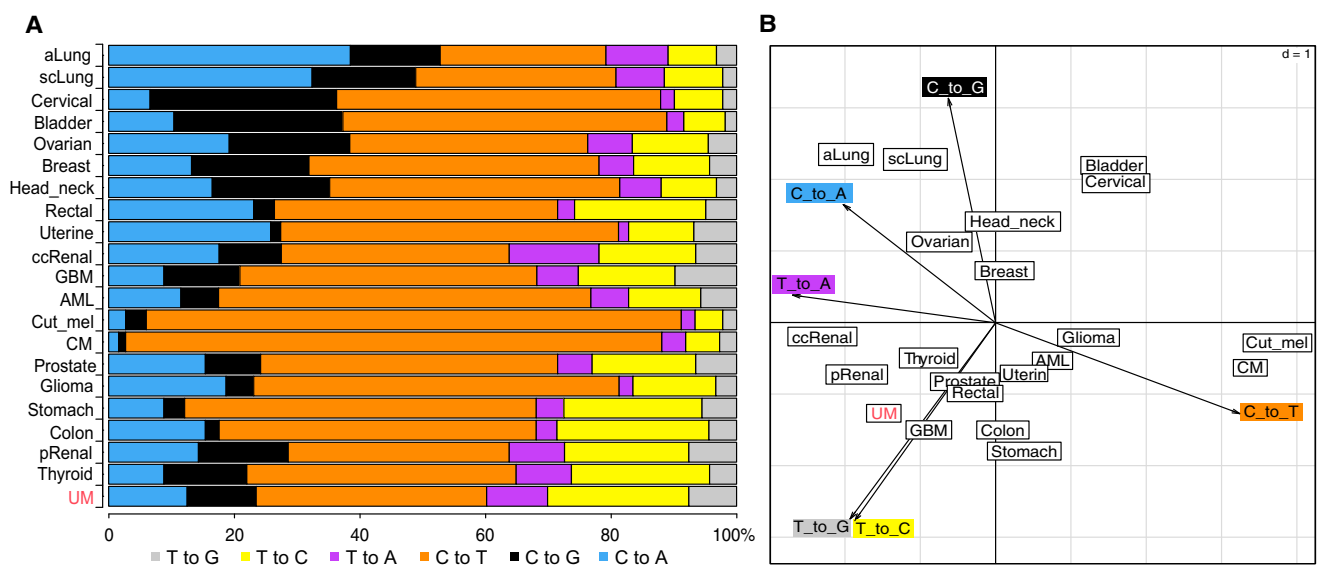 A
aLung
scLung
Cervical
Bladder
Ovarian
Breast
Head_neck
Rectal
Uterine
ccRenal
GBM
AML
Cut_mel
CM
Prostate
Glioma
Stomach
Colon
pRenal
Thyroid
UM
0 20 40 60 80 100%
T to G T to C T to A C to T C to G C to A
B
d = 1
C_to_G
aLung scLung
Bladder
Cervical
C_to_A
Head_neck
Ovarian
Breast
T_to_A
ccRenal Glioma Cut_mel
Thyroid AML CM
pRenal Prostate Uterin
Rectal
UM C_to_T
GBM Colon
Stomach
T_to_G T_to_C